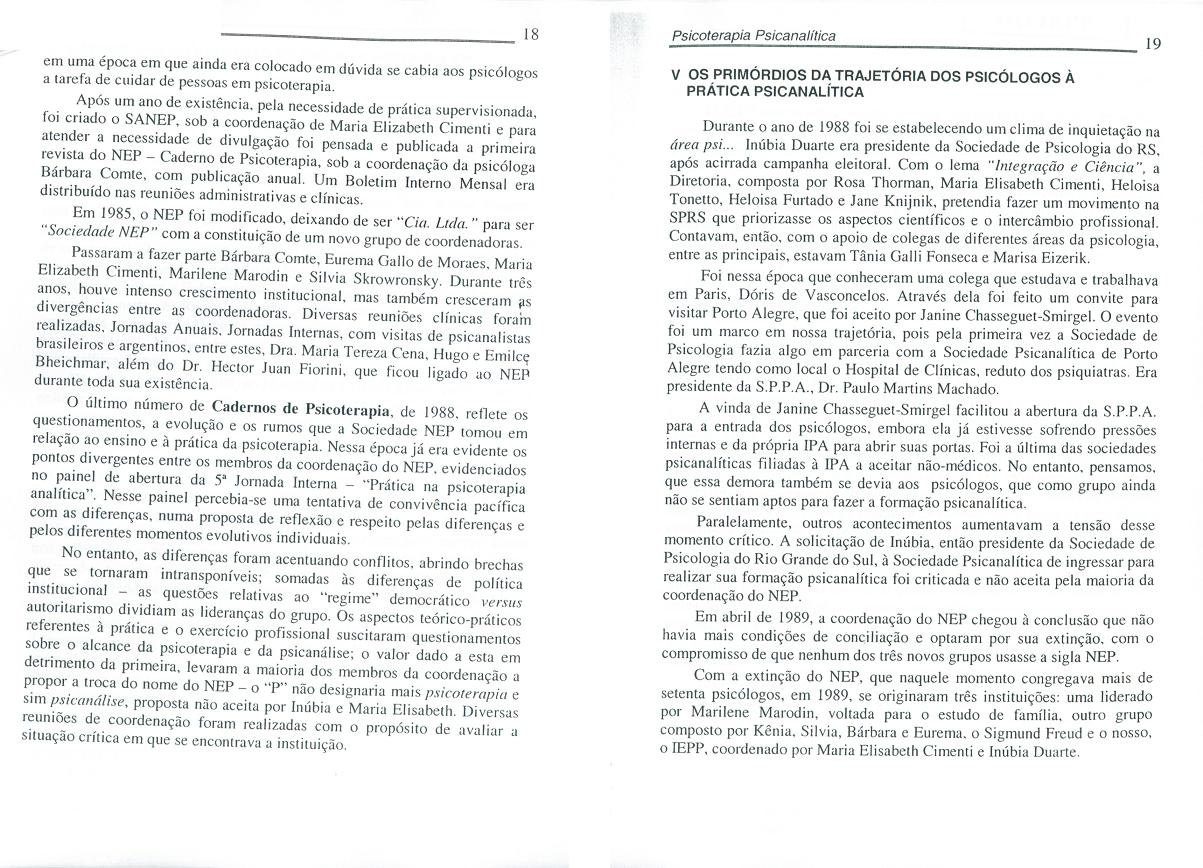 18
em uma época em que ainda era colocado em dúvida se cabia aos psicólogos
a tarefa de cuidar de pessoas em psicoterapia.
Após um ano de existência, pela necessidade de prática supervisionada,
foi criado o SANEP, sob a coordenação de Maria Elizabeth Cimenti e para
atender a necessidade de divulgação foi pensada e publicada a primeira
revista do NEP – Caderno de Psicoterapia, sob a coordenação da psicóloga
Bárbara Comte, com publicação anual. Um Boletim Interno Mensal era
distribuído nas reuniões administrativas e clínicas.
Em 1985, o NEP foi modificado, deixando de ser "Cia. Ltda." para ser
"Sociedade NEP" com a constituição de um novo grupo de coordenadoras.
Passaram a fazer parte Bárbara Comte, Eurema Gallo de Moraes, Maria
Elizabeth Cimenti, Marilene Marodin e Silvia Skrowronsky. Durante três
anos, houve intenso crescimento institucional, mas também cresceram as
divergências entre as coordenadoras. Diversas reuniões clínicas foram
realizadas, Jornadas Anuais, Jornadas Internas, com visitas de psicanalistas
brasileiros e argentinos, entre estes, Dra. Maria Tereza Cena, Hugo e Emilce
Bheichmar, além do Dr. Hector Juan Fiorini, que ficou ligado ao NEP
durante toda sua existência.
O último número de Cadernos de Psicoterapia, de 1988, reflete os
questionamentos, a evolução e os rumos que a Sociedade NEP tomou em
relação ao ensino e à prática da psicoterapia. Nessa época já era evidente os
pontos divergentes entre os membros da coordenação do NEP, evidenciados
no painel de abertura da 5ª Jornada Interna – "Prática na psicoterapia
analítica". Nesse painel percebia-se uma tentativa de convivência pacífica
com as diferenças, numa proposta de reflexão e respeito pelas diferenças e
pelos diferentes momentos evolutivos individuais.
No entanto, as diferenças foram acentuando conflitos, abrindo brechas
que se tornaram intransponíveis; somadas às diferenças de política
institucional – as questões relativas ao "regime" democrático versus
autoritarismo dividiam as lideranças do grupo. Os aspectos teórico-práticos
referentes à prática e o exercício profissional suscitaram questionamentos
sobre o alcance da psicoterapia e da psicanálise; o valor dado a esta em
detrimento da primeira, levaram a maioria dos membros da coordenação a
propor a troca do nome do NEP – o "P" não designaria mais psicoterapia e
sim psicanálise, proposta não aceita por Inúbia e Maria Elisabeth. Diversas
reuniões de coordenação foram realizadas com o propósito de avaliar a
situação crítica em que se encontrava a instituição.
Psicoterapia Psicanalítica
19
V OS PRIMÓRDIOS DA TRAJETÓRIA DOS PSICÓLOGOS À
PRÁTICA PSICANALÍTICA
Durante o ano de 1988 foi se estabelecendo um clima de inquietação na
área psi... Inúbia Duarte era presidente da Sociedade de Psicologia do RS,
após acirrada campanha eleitoral. Com o lema "Integração e Ciência", a
Diretoria, composta por Rosa Thorman, Maria Elisabeth Cimenti, Heloisa
Tonetto, Heloisa Furtado e Jane Knijnik, pretendia fazer um movimento na
SPRS que priorizasse os aspectos científicos e o intercâmbio profissional.
Contavam, então, com o apoio de colegas de diferentes áreas da psicologia,
entre as principais, estavam Tânia Galli Fonseca e Marisa Eizerik.
Foi nessa época que conheceram uma colega que estudava e trabalhava
em Paris, Dóris de Vasconcelos. Através dela foi feito um convite para
visitar Porto Alegre, que foi aceito por Janine Chasseguet-Smirgel. O evento
foi um marco em nossa trajetória, pois pela primeira vez a Sociedade de
Psicologia fazia algo em parceria com a Sociedade Psicanalítica de Porto
Alegre tendo como local o Hospital de Clínicas, reduto dos psiquiatras. Era
presidente da S.P.P.A., Dr. Paulo Martins Machado.
A vinda de Janine Chasseguet-Smirgel facilitou a abertura da S.P.P.A.
para a entrada dos psicólogos, embora ela já estivesse sofrendo pressões
internas e da própria IPA para abrir suas portas. Foi a última das sociedades
psicanalíticas filiadas à IPA a aceitar não-médicos. No entanto, pensamos,
que essa demora também se devia aos psicólogos, que como grupo ainda
não se sentiam aptos para fazer a formação psicanalítica.
Paralelamente, outros acontecimentos aumentavam a tensão desse
momento crítico. A solicitação de Inúbia, então presidente da Sociedade de
Psicologia do Rio Grande do Sul, à Sociedade Psicanalítica de ingressar para
realizar sua formação psicanalítica foi criticada e não aceita pela maioria da
coordenação do NEP.
Em abril de 1989, a coordenação do NEP chegou à conclusão que não
havia mais condições de conciliação e optaram por sua extinção, com o
compromisso de que nenhum dos três novos grupos usasse a sigla NEP.
Com a extinção do NEP, que naquele momento congregava mais de
setenta psicólogos, em 1989, se originaram três instituições: uma liderado
por Marilene Marodin, voltada para o estudo de família, outro grupo
composto por Kênia, Silvia, Bárbara e Eurema, o Sigmund Freud e o nosso,
o IEPP, coordenado por Maria Elisabeth Cimenti e Inúbia Duarte.